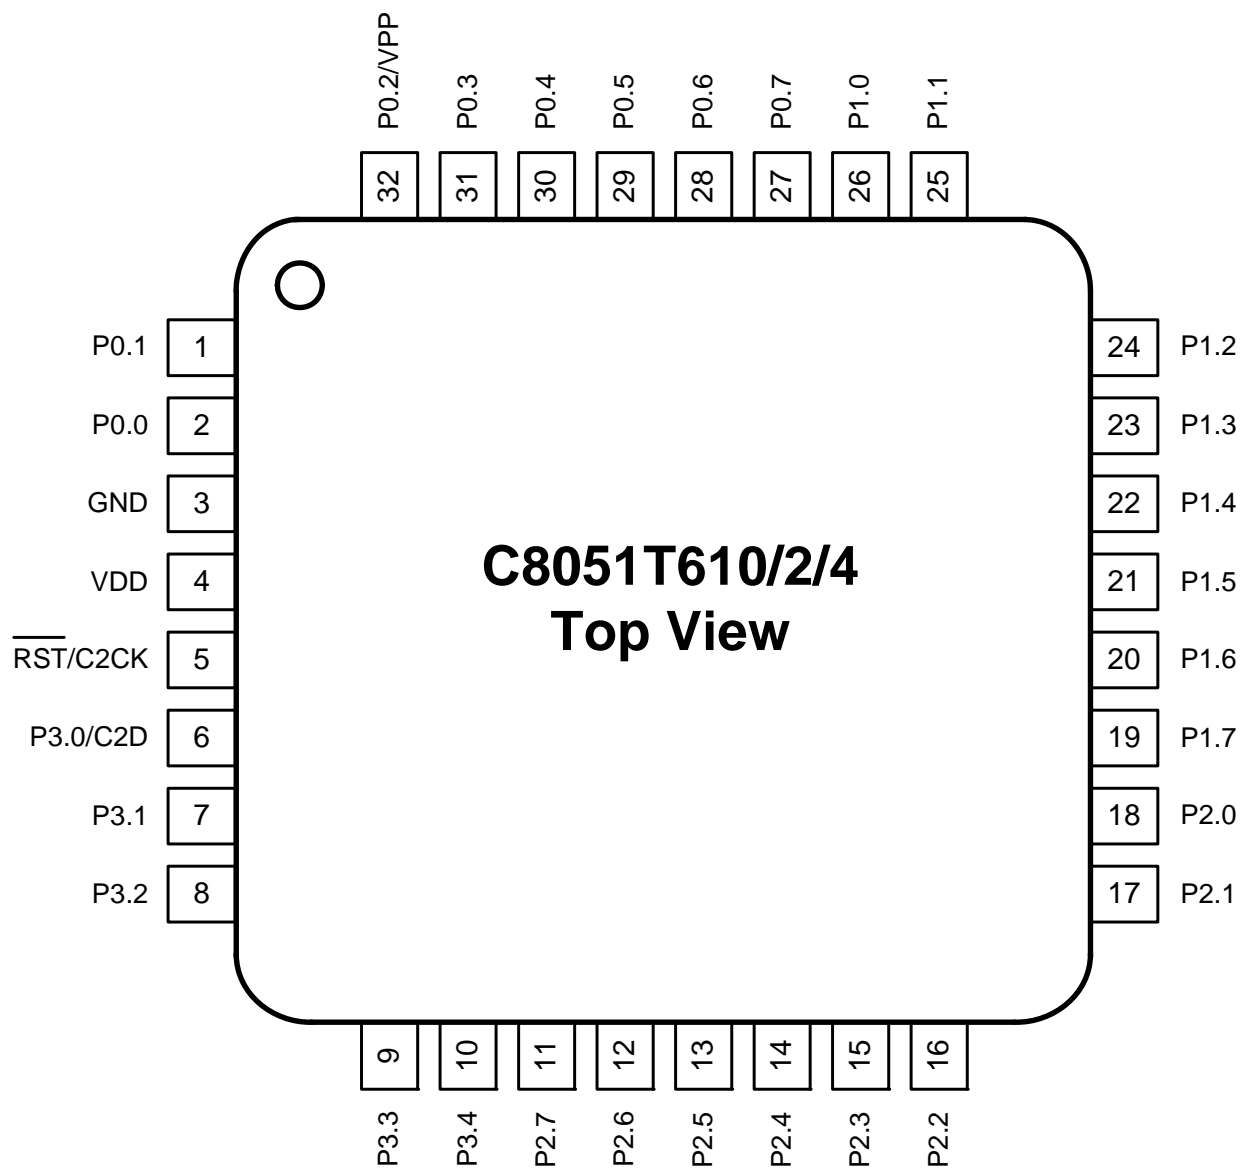 P0.2/VPP
P0.3
P0.4
P0.5
P0.6
P0.7
P1.0
P1.1
32
31
30
29
28
27
26
25
P0.1 1
P0.0 2
GND 3
VDD 4
RST/C2CK 5
P3.0/C2D 6
P3.1 7
P3.2 8
C8051T610/2/4
Top View
24 P1.2
23 P1.3
22 P1.4
21 P1.5
20 P1.6
19 P1.7
18 P2.0
17 P2.1
9
10
11
12
13
14
15
16
P3.3
P3.4
P2.7
P2.6
P2.5
P2.4
P2.3
P2.2